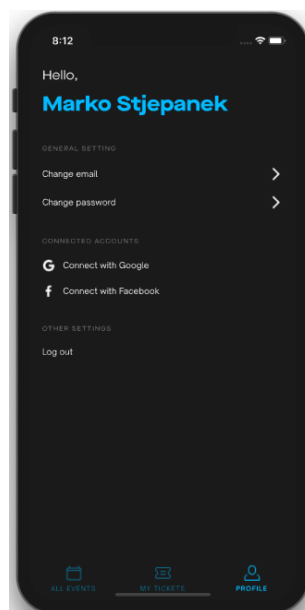 8:12
Hello,
Marko Stjepanek
GENERAL SETTING
Change email
Change password
CONNECTED ACCOUNTS
Connect with Google
Connect with Facebook
OTHER SETTINGS
Log out
ALL EVENTS MY TICKETS PROFILE